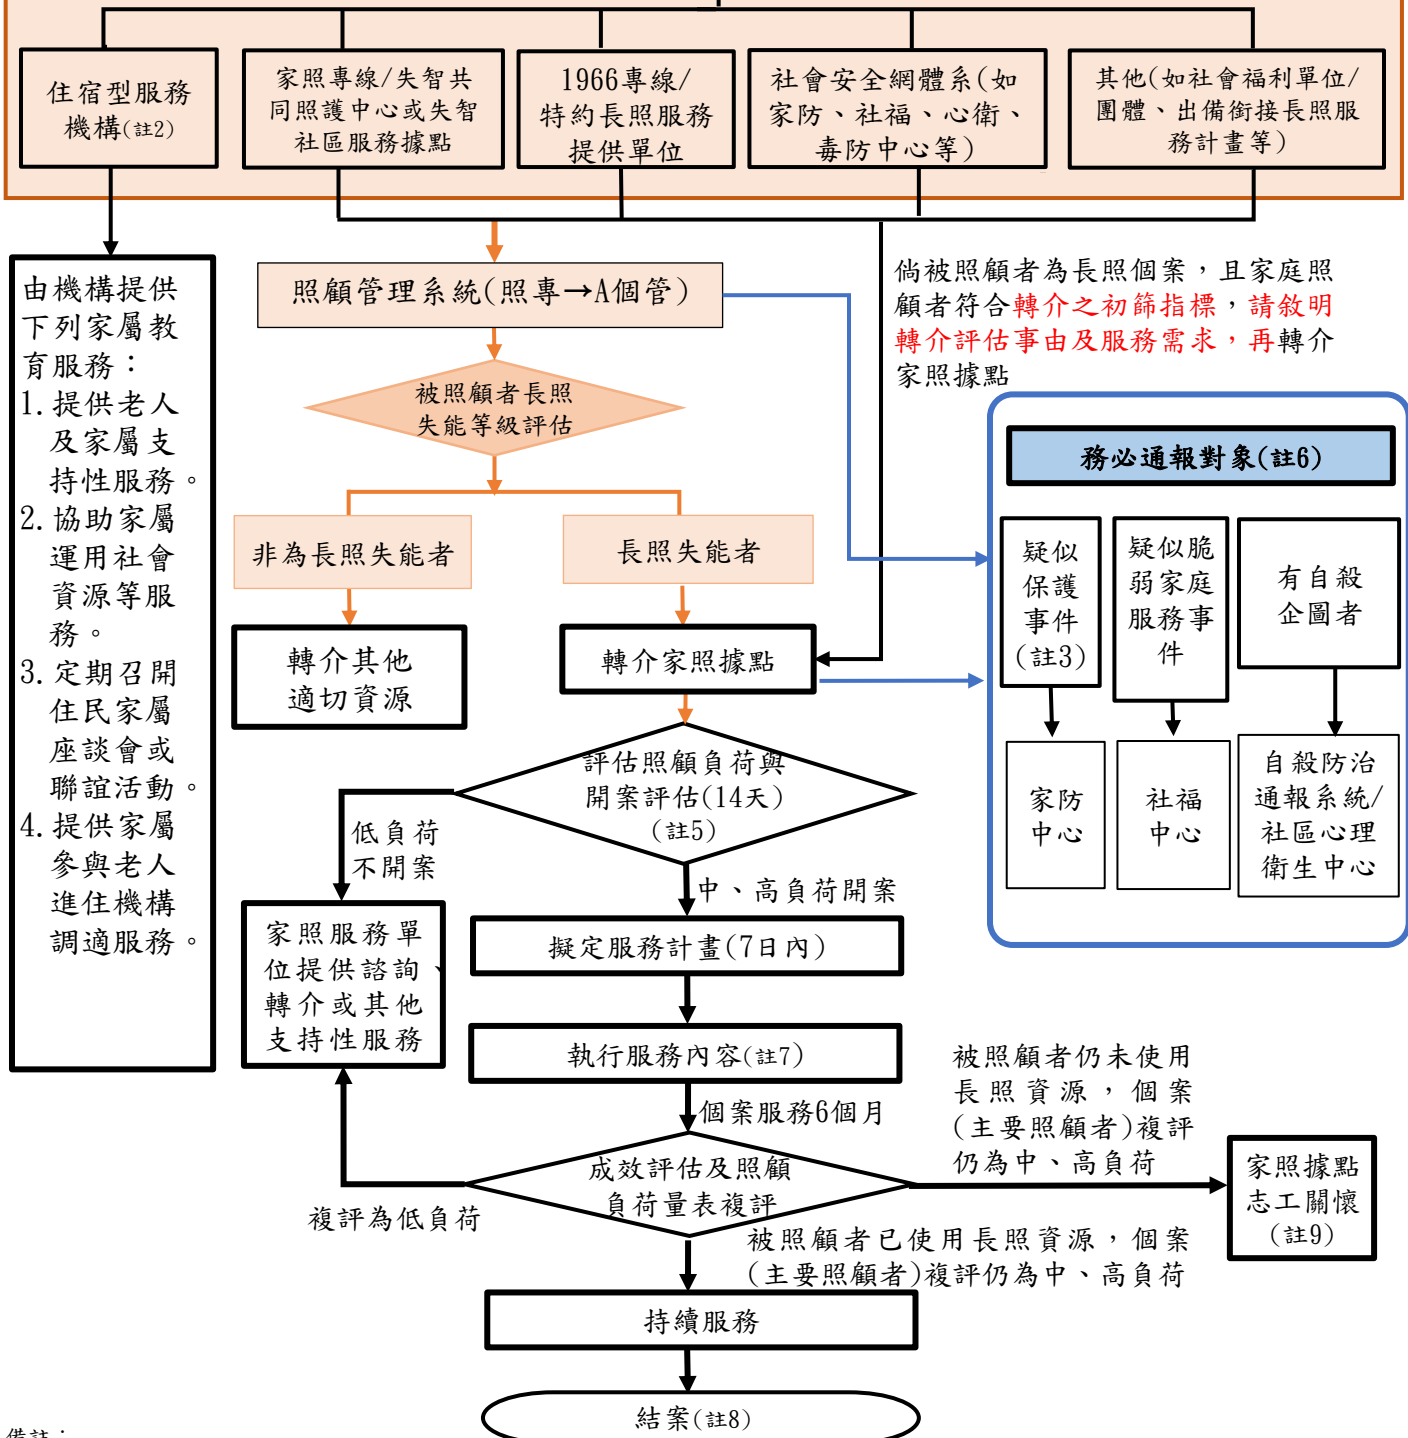 住宿型服務
機構(註2)
家照專線/失智共
同照護中心或失智
社區服務據點
1966專線/
特約長照服務
提供單位
社會安全網體系(如
家防、社福、心衛、
毒防中心等)
其他(如社會福利單位/
團體、出備銜接長照服
務計畫等)
由機構提供
下列家屬教
育服務：
1.提供老人
及家屬支
持性服務。
2.協助家屬
運用社會
資源等服
務。
3.定期召開
住民家屬
座談會或
聯誼活動。
4.提供家屬
參與老人
進住機構
調適服務。
照顧管理系統(照專→A個管)
倘被照顧者為長照個案，且家庭照
顧者符合轉介之初篩指標，請敘明
轉介評估事由及服務需求，再轉介
家照據點
被照顧者長照
失能等級評估
非為長照失能者
長照失能者
轉介其他
適切資源
轉介家照據點
務必通報對象(註6)
疑似
保護
事件
(註3)
疑似脆
弱家庭
服務事
件
有自殺
企圖者
家防
中心
社福
中心
自殺防治
通報系統/
社區心理
衛生中心
評估照顧負荷與
開案評估(14天)
(註5)
低負荷
不開案
中、高負荷開案
家照服務單
位提供諮詢、
轉介或其他
支持性服務
擬定服務計畫(7日內)
執行服務內容(註7)
個案服務6個月
成效評估及照顧
負荷量表複評
複評為低負荷
被照顧者仍未使用
長照資源，個案
(主要照顧者)複評
仍為中、高負荷
家照據點
志工關懷
(註9)
被照顧者已使用長照資源，個案
(主要照顧者)複評仍為中、高負荷
持續服務
結案(註8)
備註：